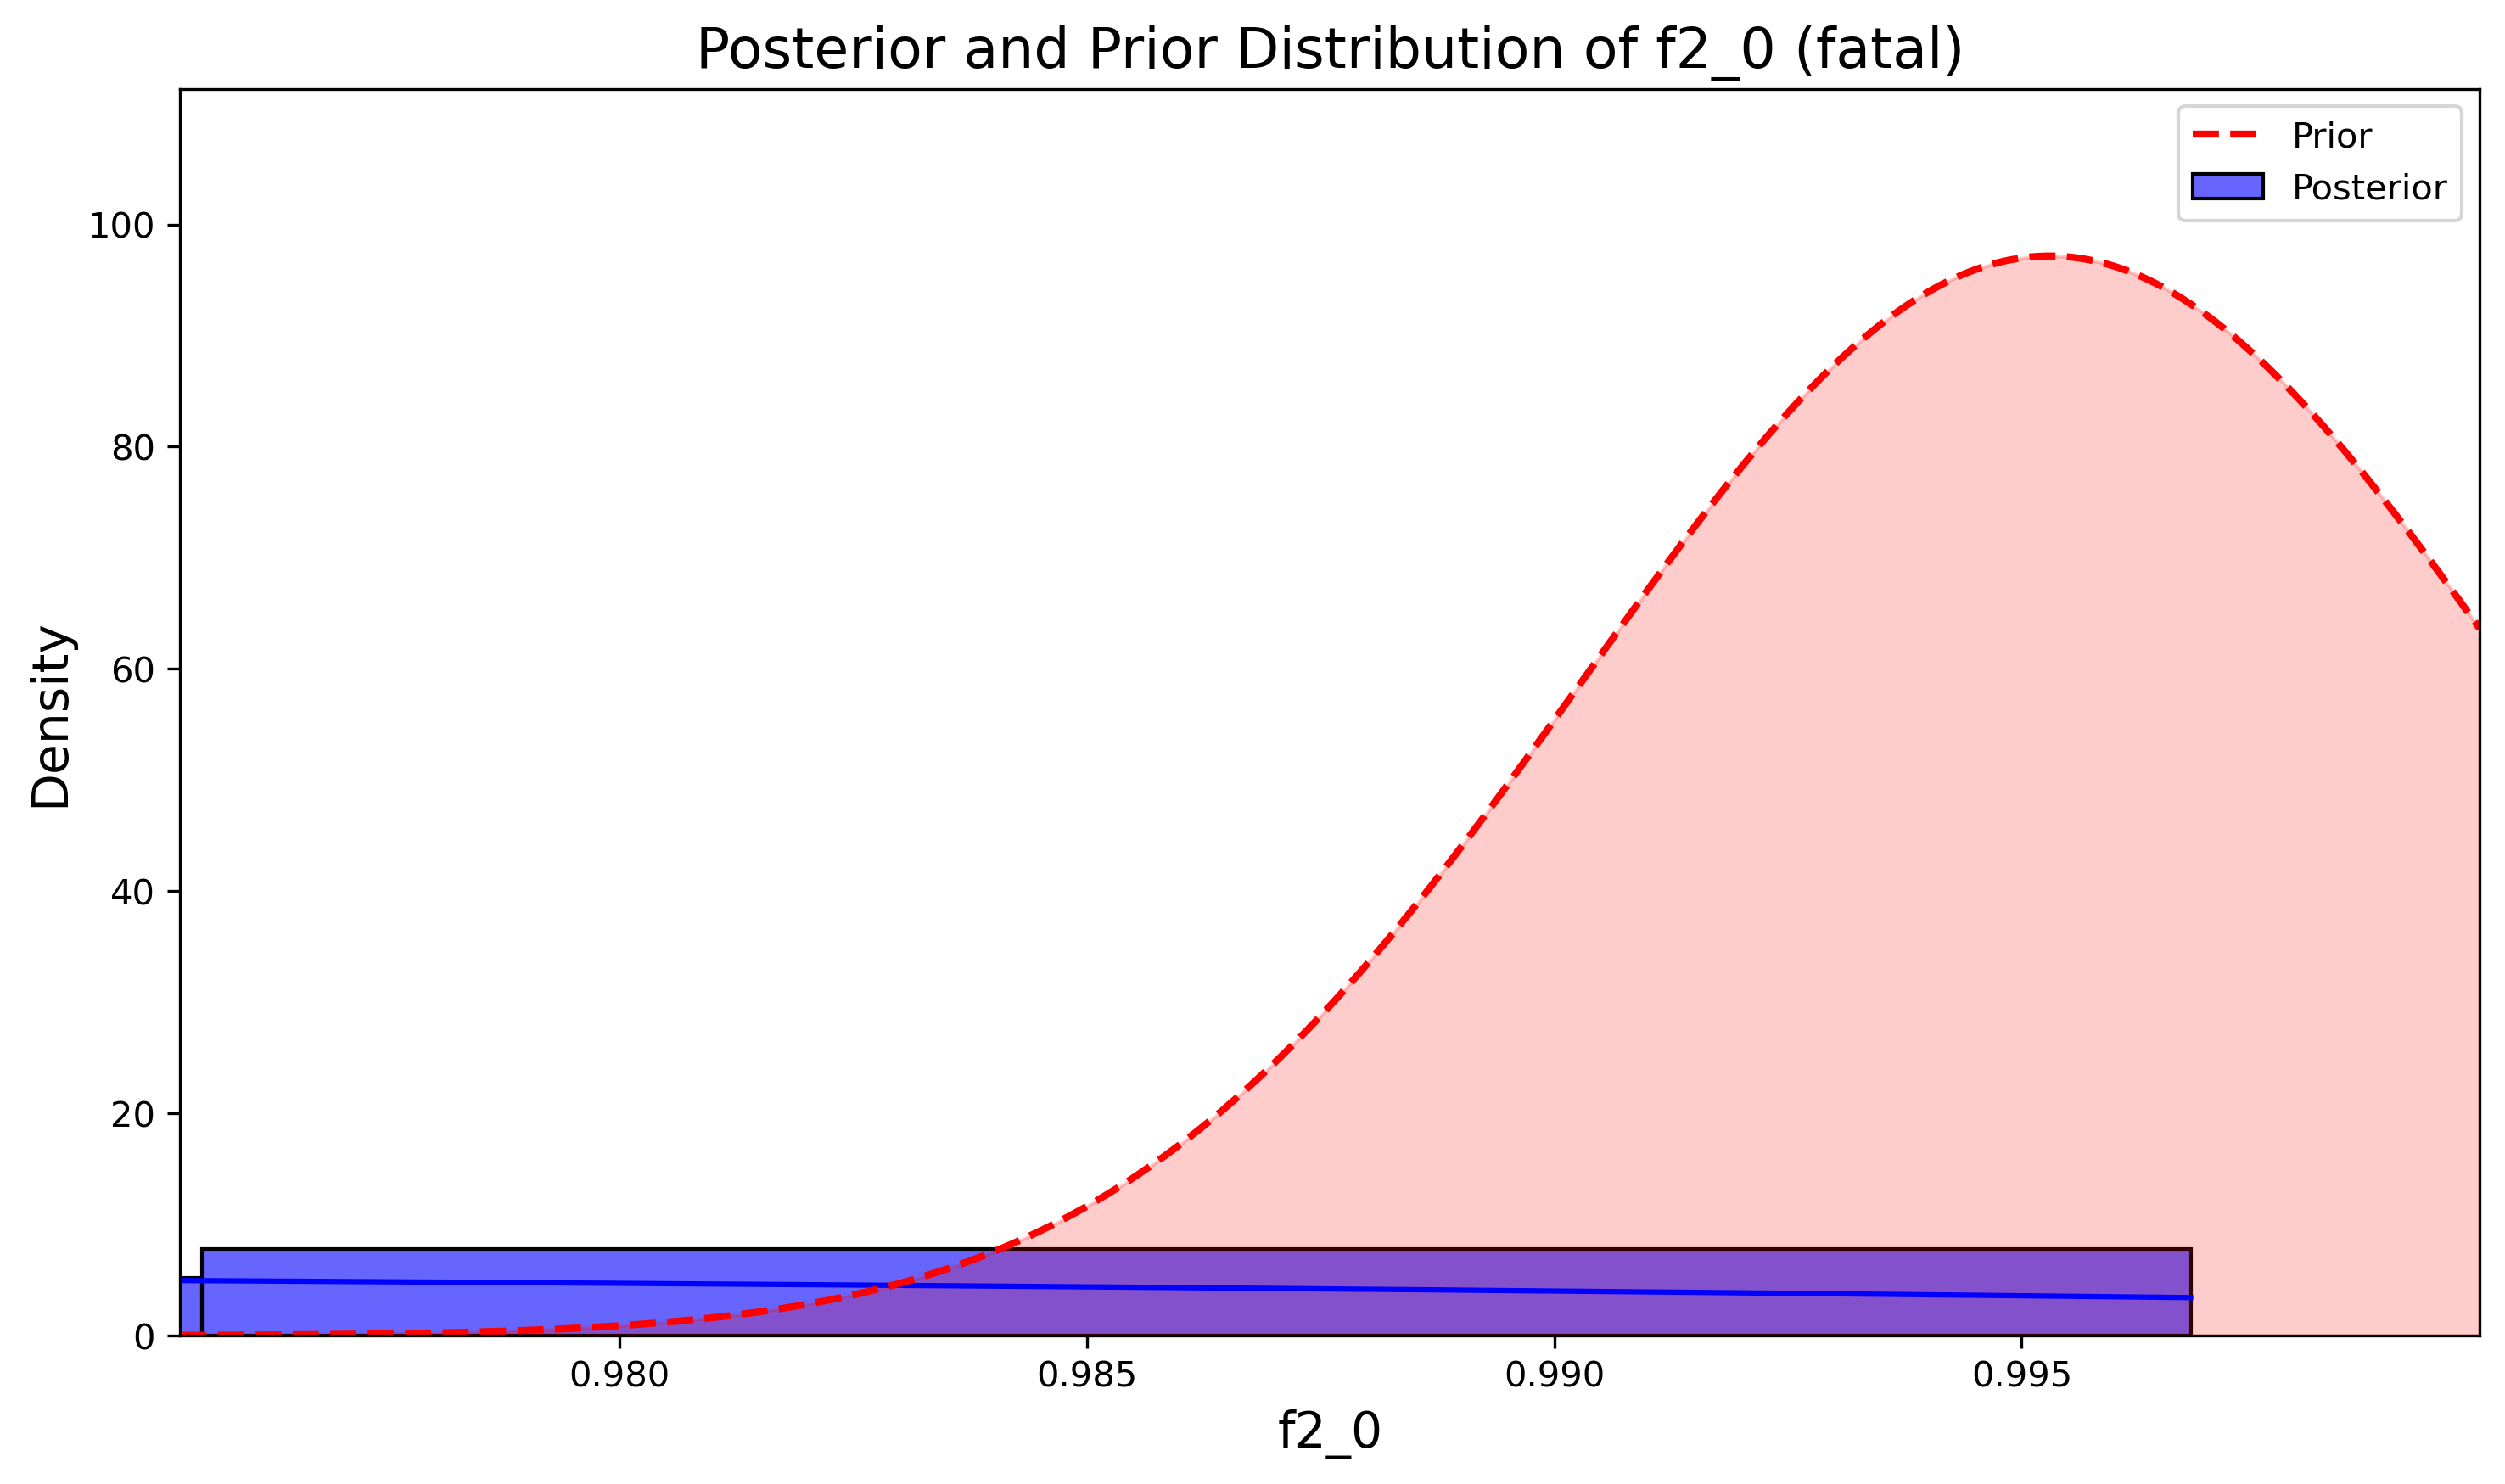 Posterior and Prior Distribution of f2_0 (fatal)
Prior
Posterior
Density
100
80
60
40
20
0
0.980 0.985 0.990 0.995
f2_0